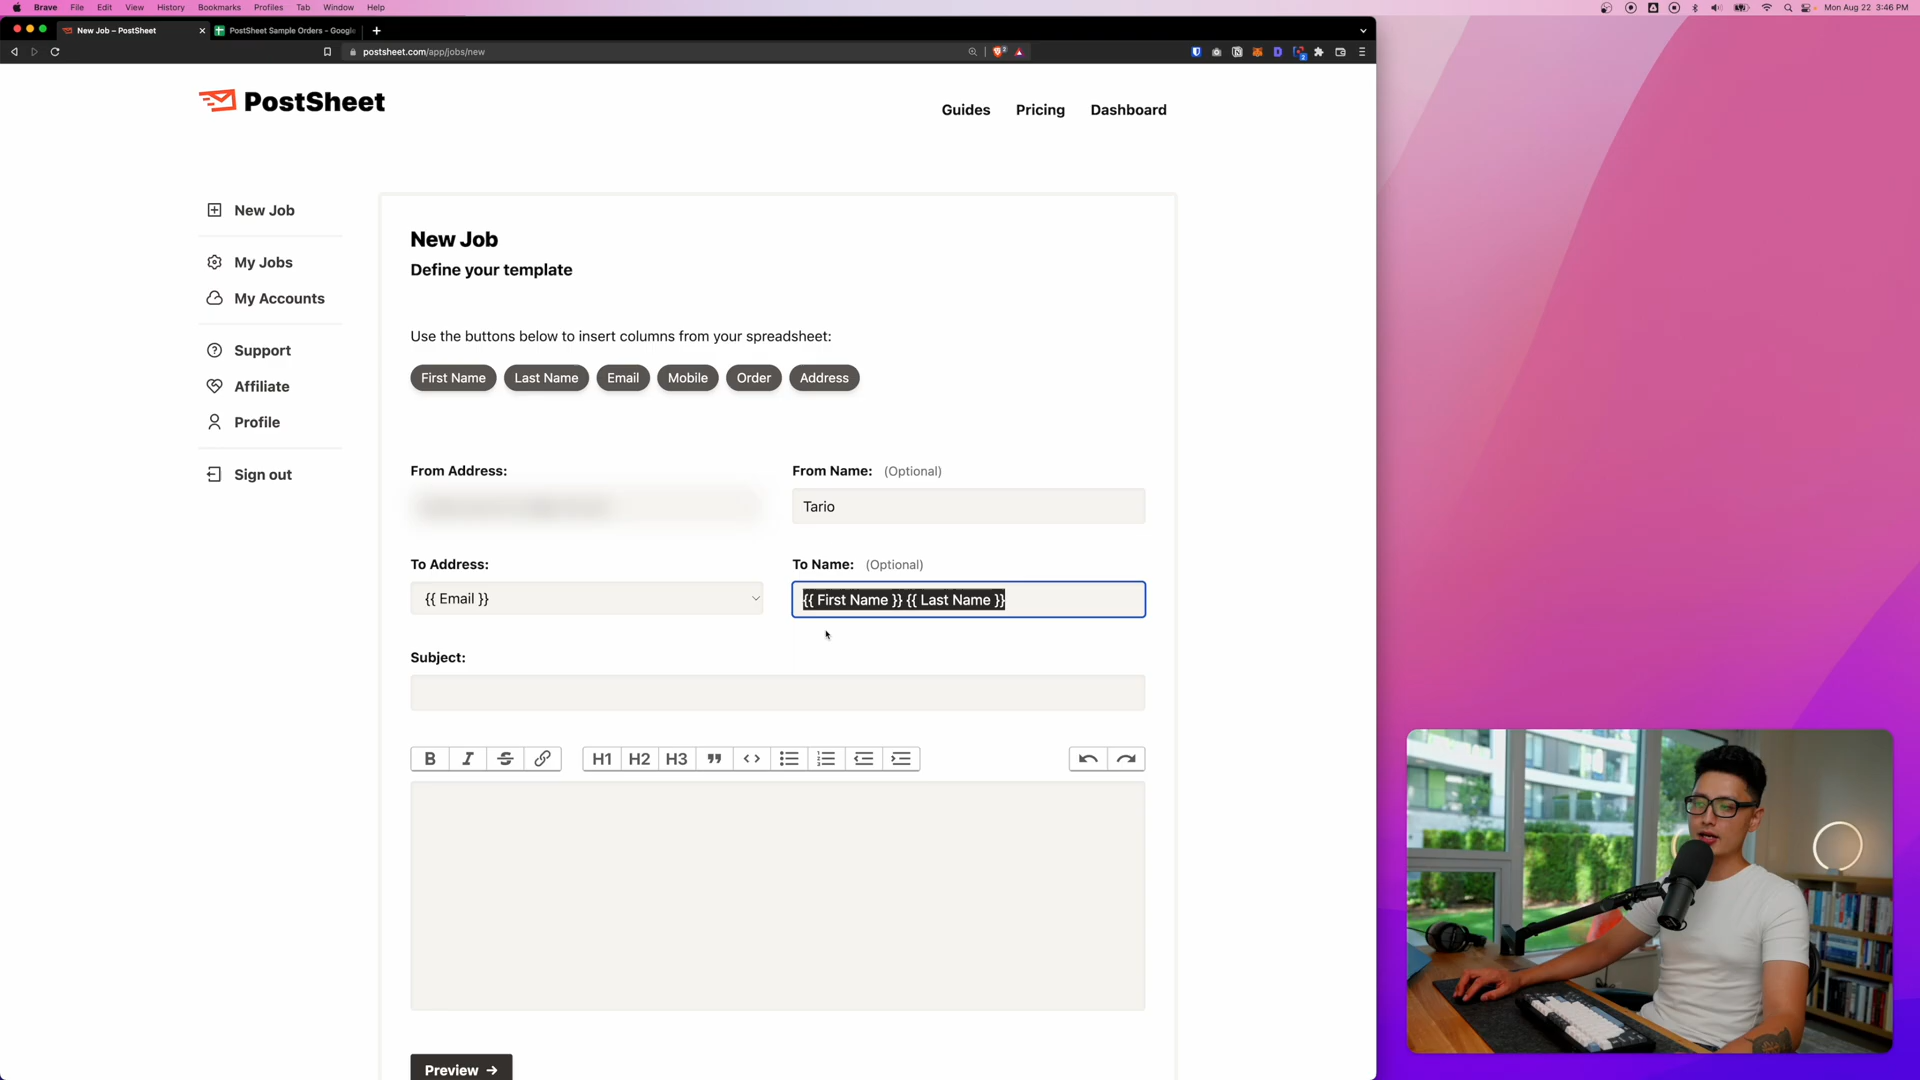 Brave File Edit View History Bookmarks Profiles Tab Window Help
Mon Aug 22 3:46 PM
New Job – PostSheet
PostSheet Sample Orders - Google
postsheet.com/app/jobs/new
PostSheet
Guides Pricing Dashboard
New Job
My Jobs
My Accounts
Support
Affiliate
Profile
Sign out
New Job
Define your template
Use the buttons below to insert columns from your spreadsheet:
First Name Last Name Email Mobile Order Address
From Address:
From Name: (Optional)
Tario
To Address:
To Name: (Optional)
{{ Email }}
{{ First Name }} {{ Last Name }}
Subject:
B I S H1 H2 H3
Preview →